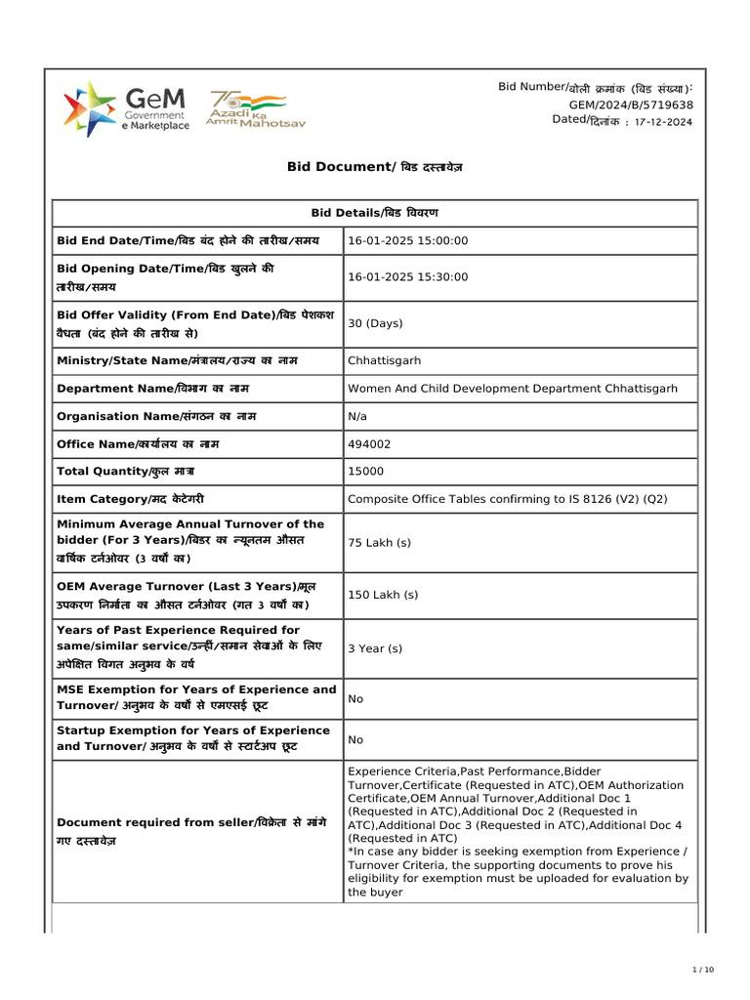 GeM
Government
e Marketplace
Azadi Ka
Amrit Mahotsav
Bid Number/बोली क्रमांक (बिड संख्या):
GEM/2024/B/5719638
Dated/दिनांक : 17-12-2024
Bid Document/ बिड दस्तावेज़
Bid Details/बिड विवरण
Bid End Date/Time/बिड बंद होने की तारीख/समय
16-01-2025 15:00:00
Bid Opening Date/Time/बिड खुलने की
तारीख/समय
16-01-2025 15:30:00
Bid Offer Validity (From End Date)/बिड पेशकश
वैधता (बंद होने की तारीख से)
30 (Days)
Ministry/State Name/मंत्रालय/राज्य का नाम
Chhattisgarh
Department Name/विभाग का नाम
Women And Child Development Department Chhattisgarh
Organisation Name/संगठन का नाम
N/a
Office Name/कार्यालय का नाम
494002
Total Quantity/कुल मात्रा
15000
Item Category/मद केटेगरी
Composite Office Tables confirming to IS 8126 (V2) (Q2)
Minimum Average Annual Turnover of the
bidder (For 3 Years)/बिडर का न्यूनतम औसत
वार्षिक टर्नओवर (3 वर्षों का)
75 Lakh (s)
OEM Average Turnover (Last 3 Years)/मूल
उपकरण निर्माता का औसत टर्नओवर (गत 3 वर्षों का)
150 Lakh (s)
Years of Past Experience Required for
same/similar service/उन्हीं/समान सेवाओं के लिए
अपेक्षित विगत अनुभव के वर्ष
3 Year (s)
MSE Exemption for Years of Experience and
Turnover/ अनुभव के वर्षों से एमएसई छूट
No
Startup Exemption for Years of Experience
and Turnover/ अनुभव के वर्षों से स्टार्टअप छूट
No
Document required from seller/विक्रेता से मांगे
गए दस्तावेज़
Experience Criteria,Past Performance,Bidder
Turnover,Certificate (Requested in ATC),OEM Authorization
Certificate,OEM Annual Turnover,Additional Doc 1
(Requested in ATC),Additional Doc 2 (Requested in
ATC),Additional Doc 3 (Requested in ATC),Additional Doc 4
(Requested in ATC)
*In case any bidder is seeking exemption from Experience /
Turnover Criteria, the supporting documents to prove his
eligibility for exemption must be uploaded for evaluation by
the buyer
1 / 10